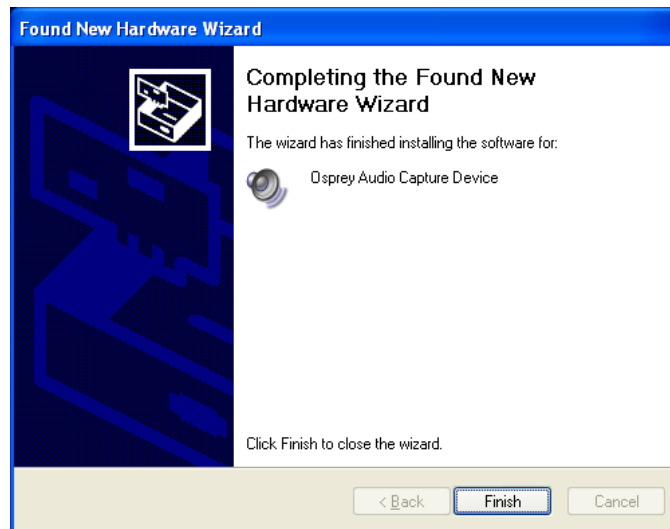 Found New Hardware Wizard
Completing the Found New
Hardware Wizard
The wizard has finished installing the software for:
Osprey Audio Capture Device
Click Finish to close the wizard.
< Back
Finish
Cancel